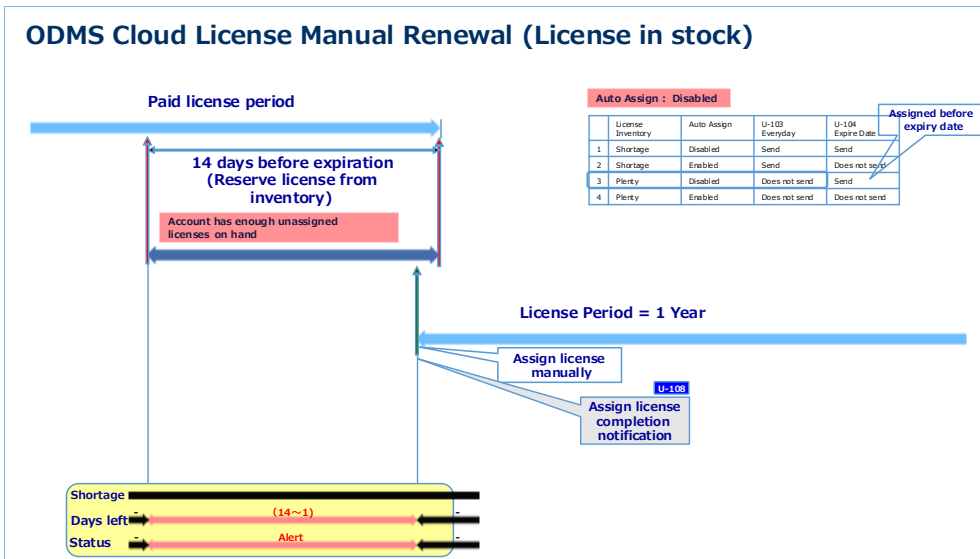 ODMS Cloud License Manual Renewal (License in stock)
Paid license period
14 days before expiration
(Reserve license from
inventory)
Account has enough unassigned
licenses on hand
Auto Assign : Disabled
Assigned before
expiry date
License Inventory Auto Assign U-103 Everyday U-104 Expire Date
1 Shortage Disabled Send Send
2 Shortage Enabled Send Does not send
3 Plenty Disabled Does not send Send
4 Plenty Enabled Does not send Does not send
License Period = 1 Year
Assign license
manually
U-108
Assign license
completion
notification
Shortage
Days left - (14～1) -
Status - Alert -